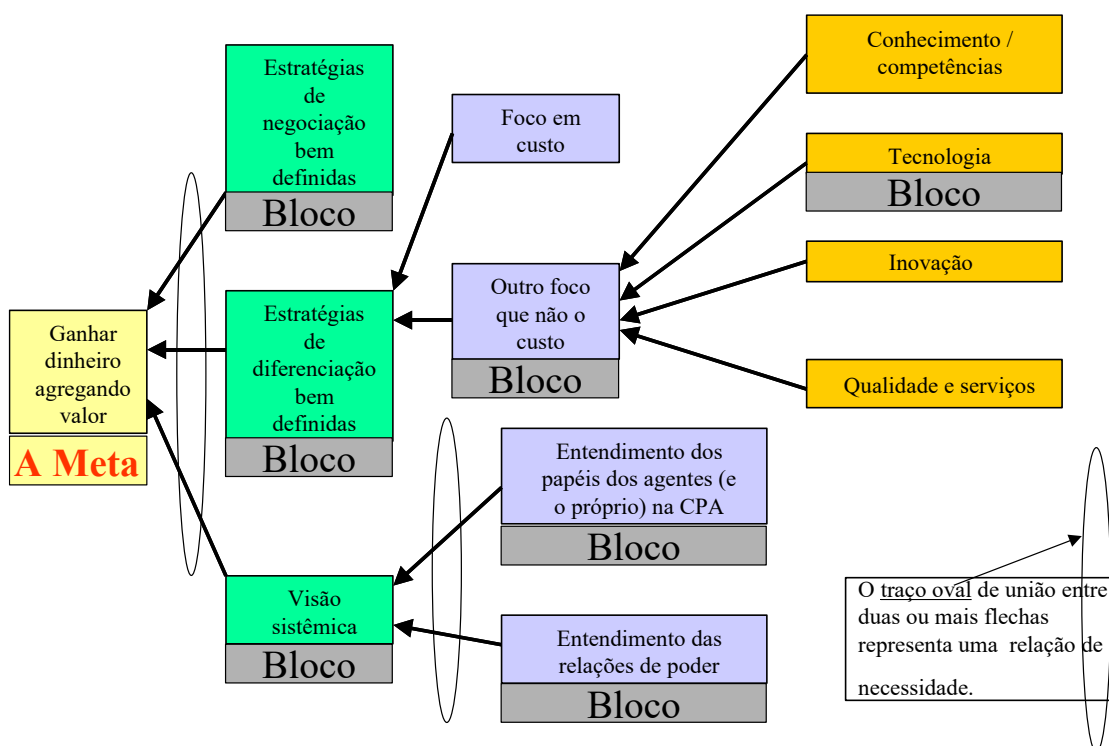 Estratégias
de
negociação
bem
definidas
Bloco
Foco em
custo
Conhecimento /
competências
Tecnologia
Bloco
Inovação
Qualidade e serviços
Outro foco
que não o
custo
Bloco
Estratégias
de
diferenciação
bem
definidas
Bloco
Ganhar
dinheiro
agregando
valor
A Meta
Entendimento dos
papéis dos agentes (e
o próprio) na CPA
Bloco
Visão
sistêmica
Bloco
Entendimento das
relações de poder
Bloco
O traço oval de união entre
duas ou mais flechas
representa uma relação de
necessidade.